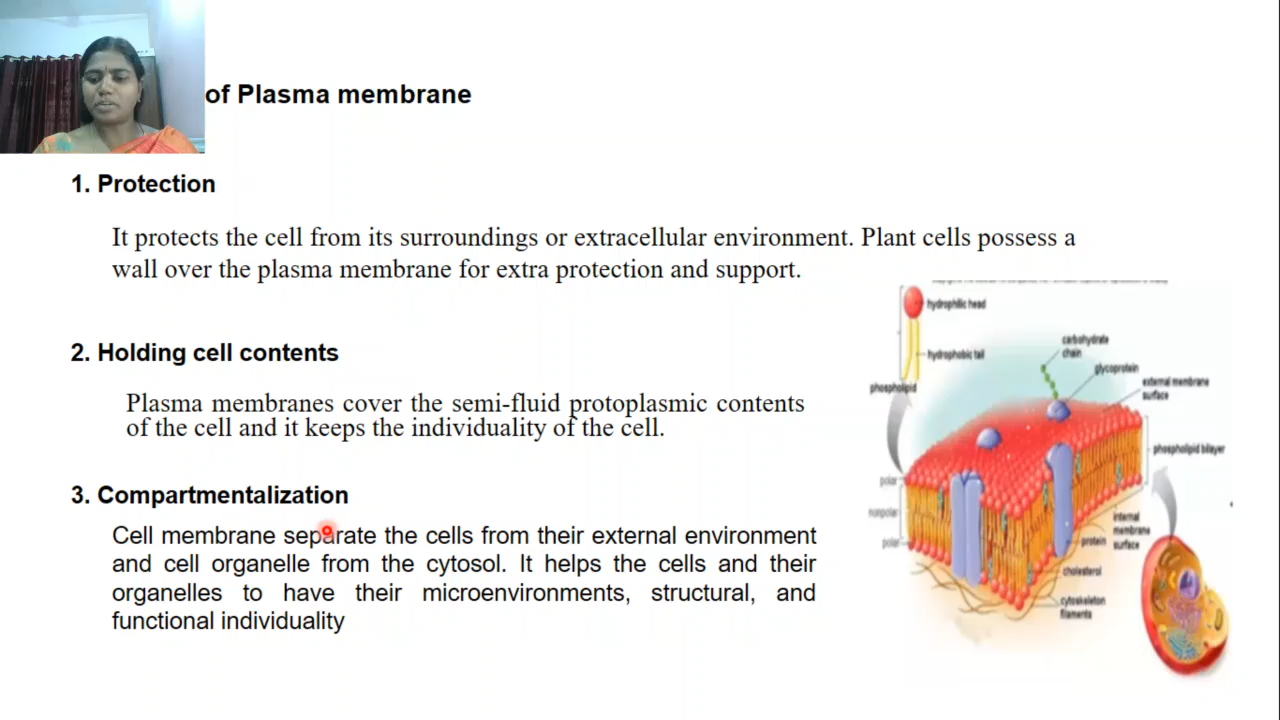 of Plasma membrane
1. Protection
It protects the cell from its surroundings or extracellular environment. Plant cells possess a
wall over the plasma membrane for extra protection and support.
2. Holding cell contents
Plasma membranes cover the semi-fluid protoplasmic contents
of the cell and it keeps the individuality of the cell.
3. Compartmentalization
Cell membrane separate the cells from their external environment
and cell organelle from the cytosol. It helps the cells and their
organelles to have their microenvironments, structural, and
functional individuality
hydrophilic head
hydrophobic tail
phospholipid
carbohydrate
chain
glycoprotein
external membrane
surface
phospholipid bilayer
polar
nonpolar
polar
internal
membrane
surface
protein
cholesterol
cytoskeleton
filaments